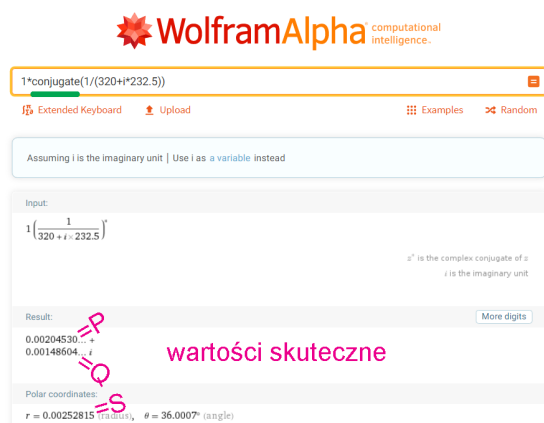 WolframAlpha computational intelligence.
1*conjugate(1/(320+i*232.5))
Extended Keyboard Upload Examples Random
Assuming i is the imaginary unit | Use i as a variable instead
Input:
1 (1 / (320 + i×232.5))*
z* is the complex conjugate of z
i is the imaginary unit
Result: More digits
0.00204530... + =P
0.00148604... i =Q
wartości skuteczne
Polar coordinates:
r = 0.00252815 (radius), θ = 36.0007° (angle) =S